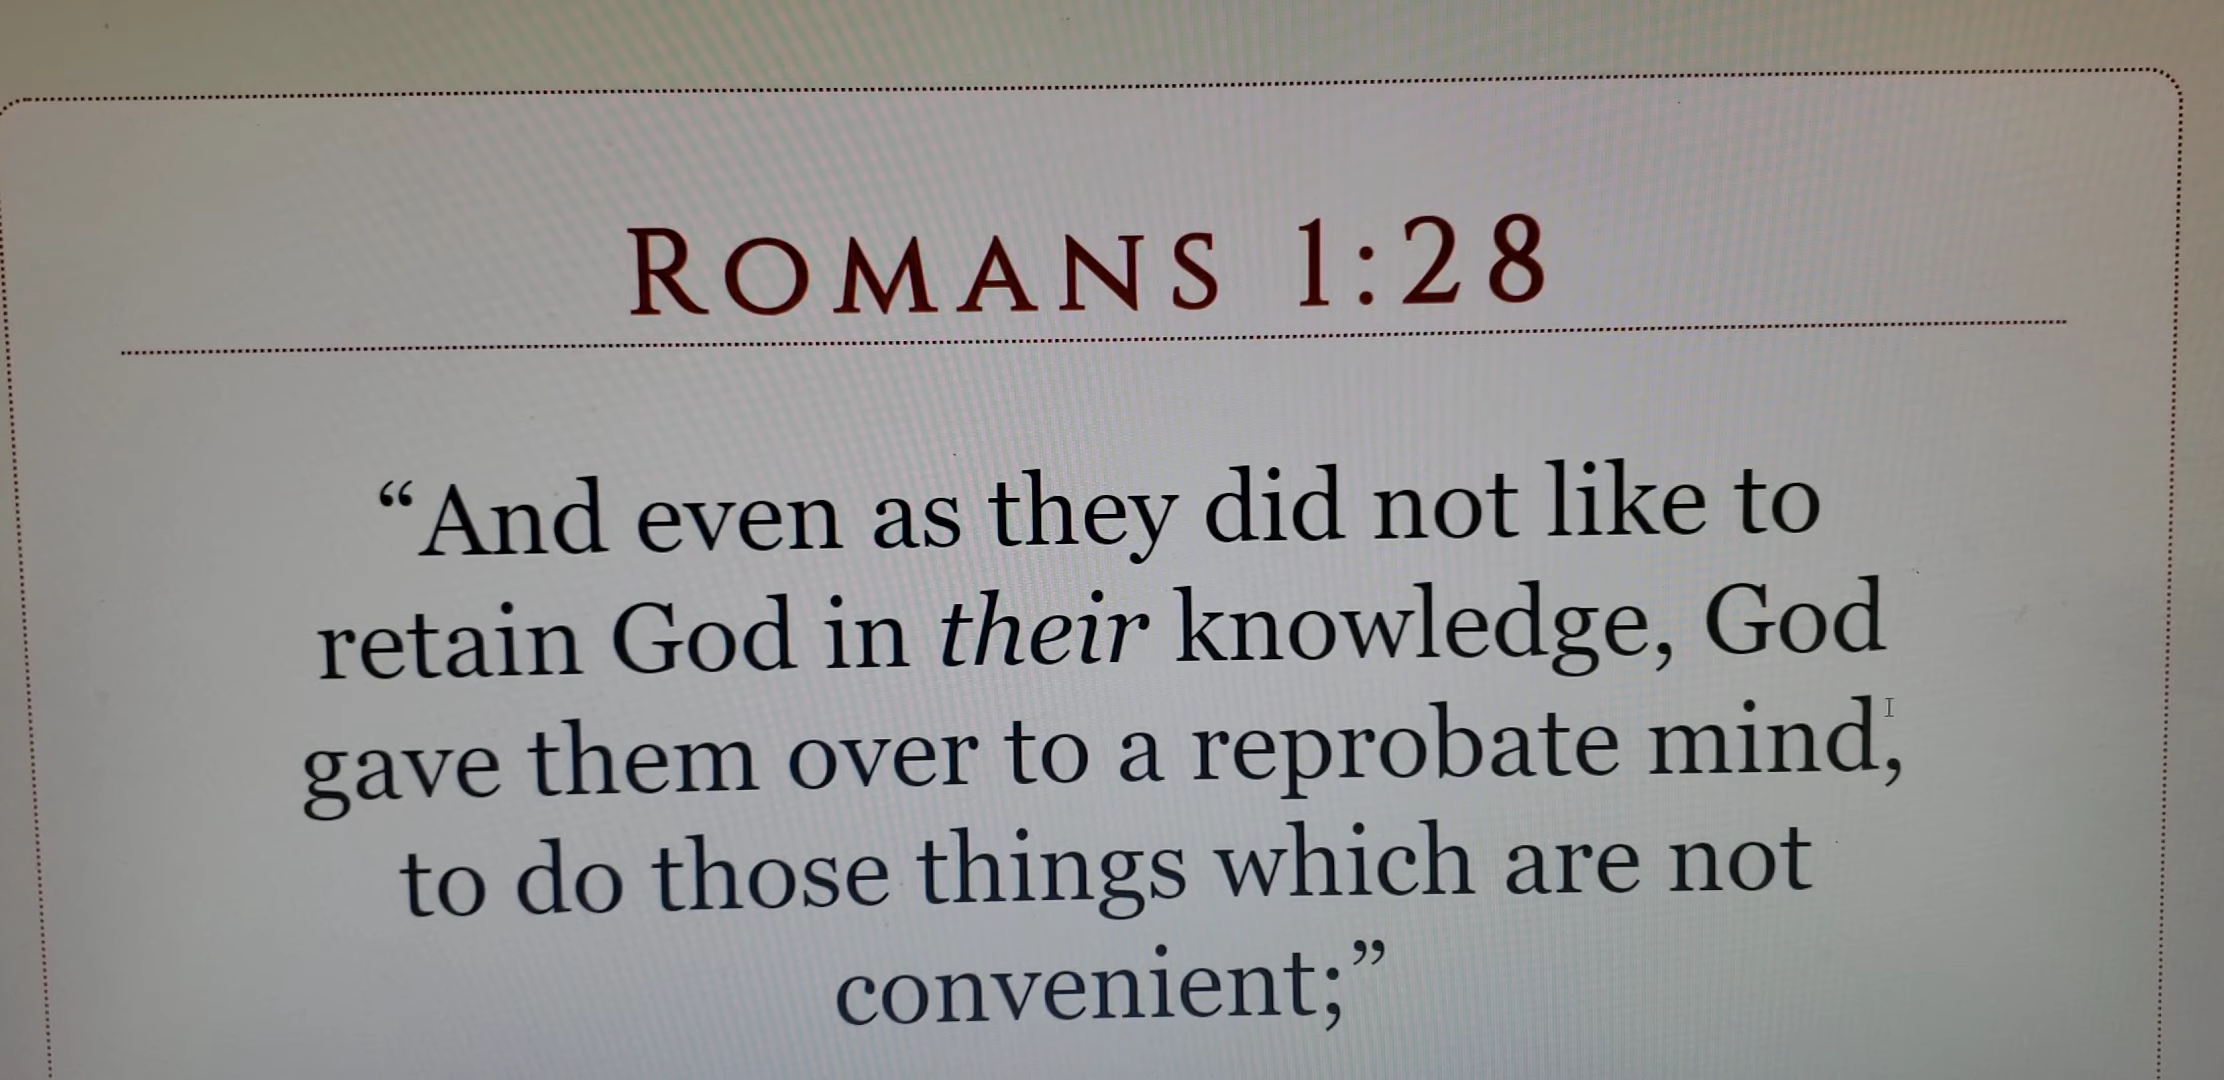 ROMANS 1:28
“And even as they did not like to
retain God in their knowledge, God
gave them over to a reprobate mind,
to do those things which are not
convenient;”